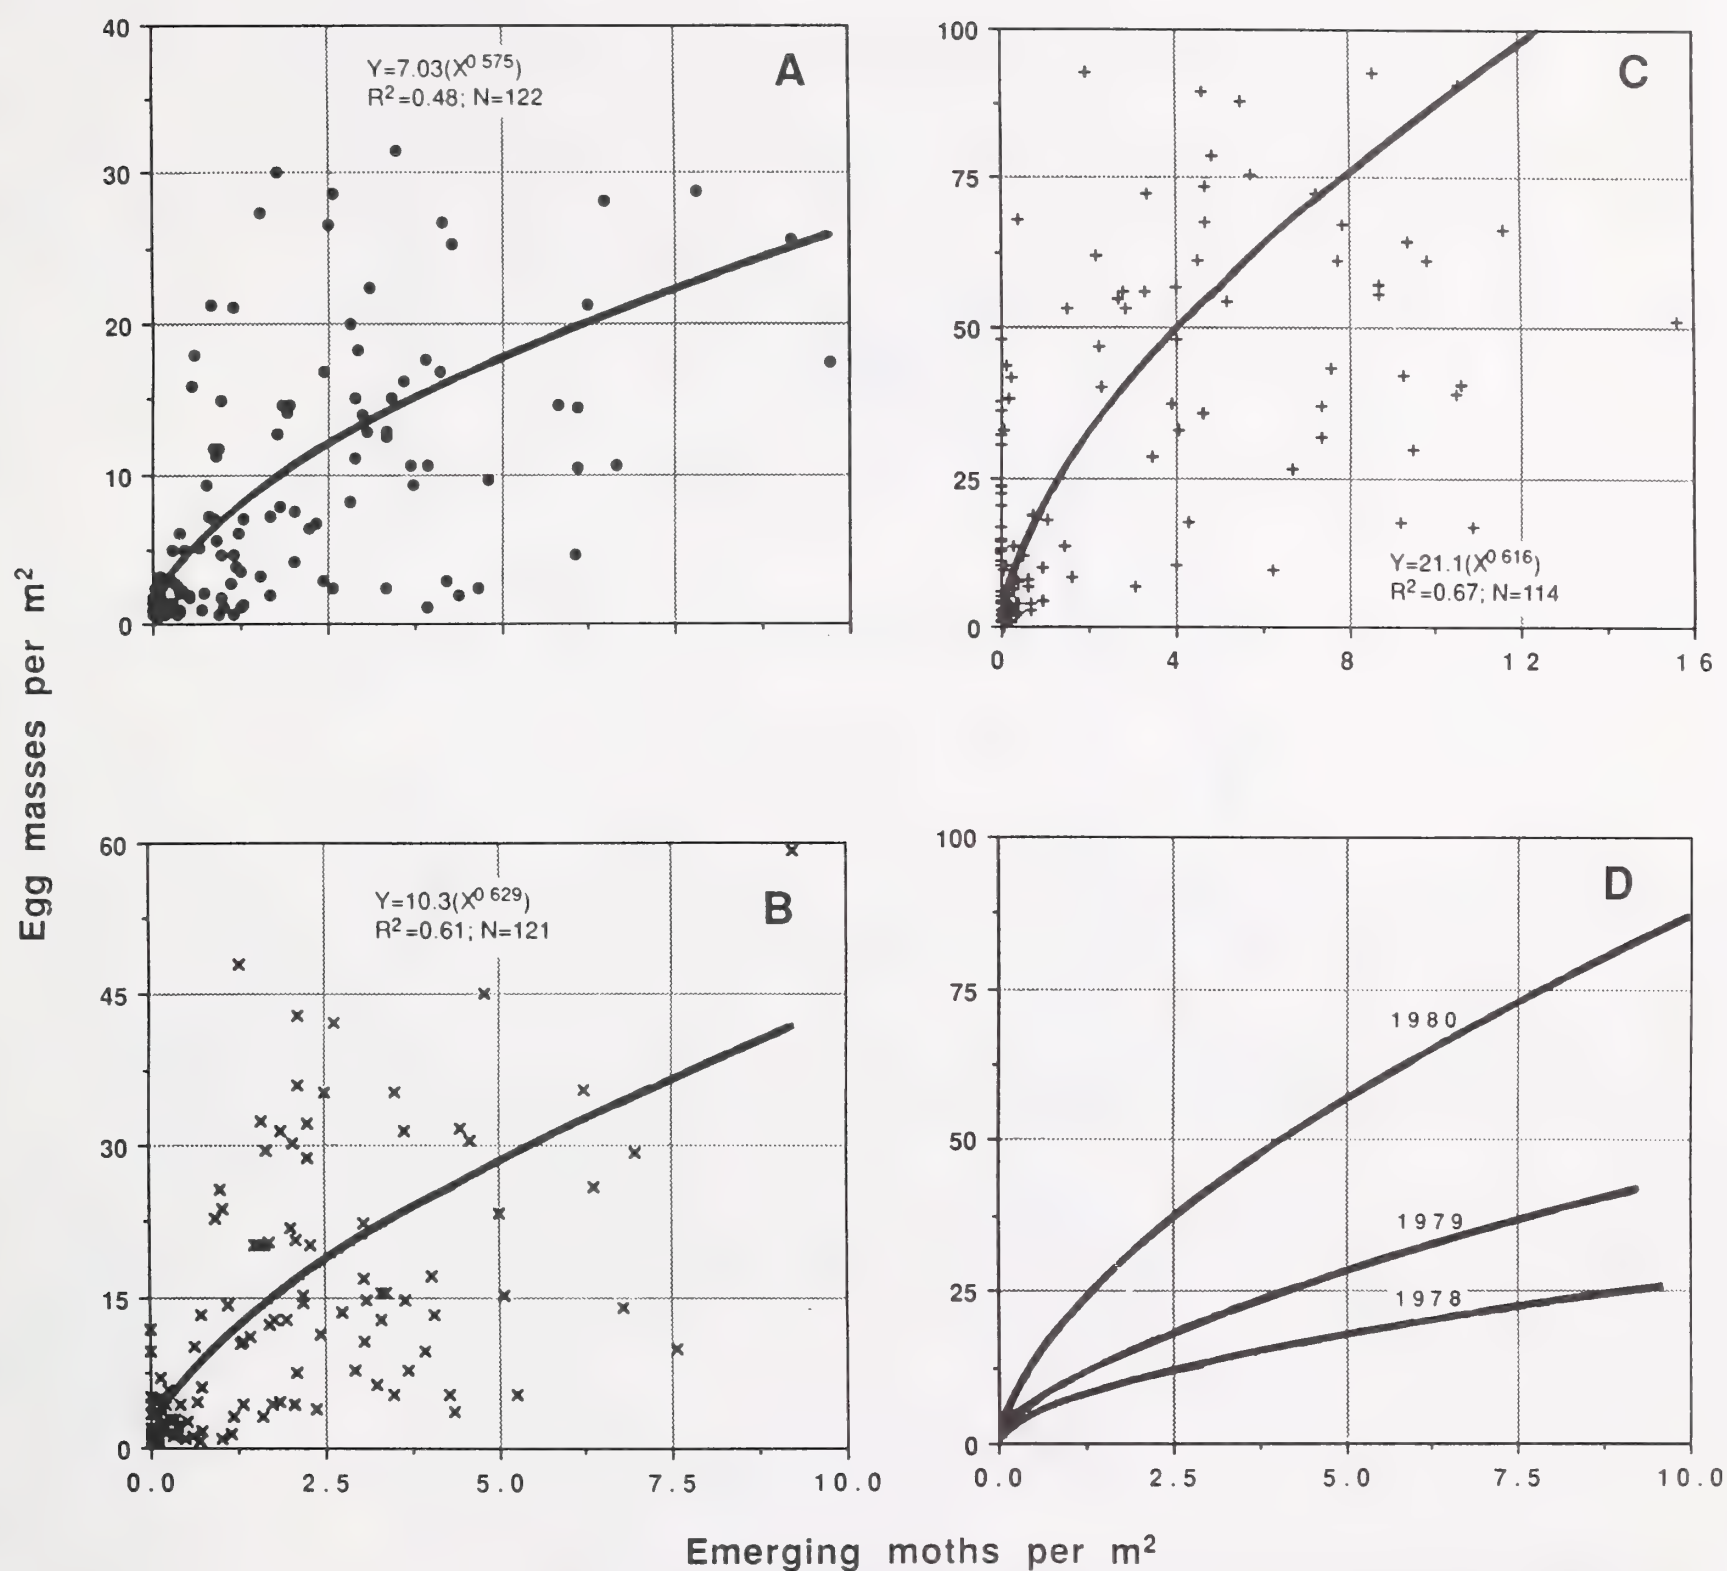 Egg masses per m²
40
30
20
10
0
Y=7.03(X^0.575)
R²=0.48; N=122
A
100
75
50
25
0
C
Y=21.1(X^0.616)
R²=0.67; N=114
0 4 8 12 16
60
45
30
15
0
Y=10.3(X^0.629)
R²=0.61; N=121
B
0.0 2.5 5.0 7.5 10.0
100
75
50
25
0
D
1980
1979
1978
0.0 2.5 5.0 7.5 10.0
Emerging moths per m²